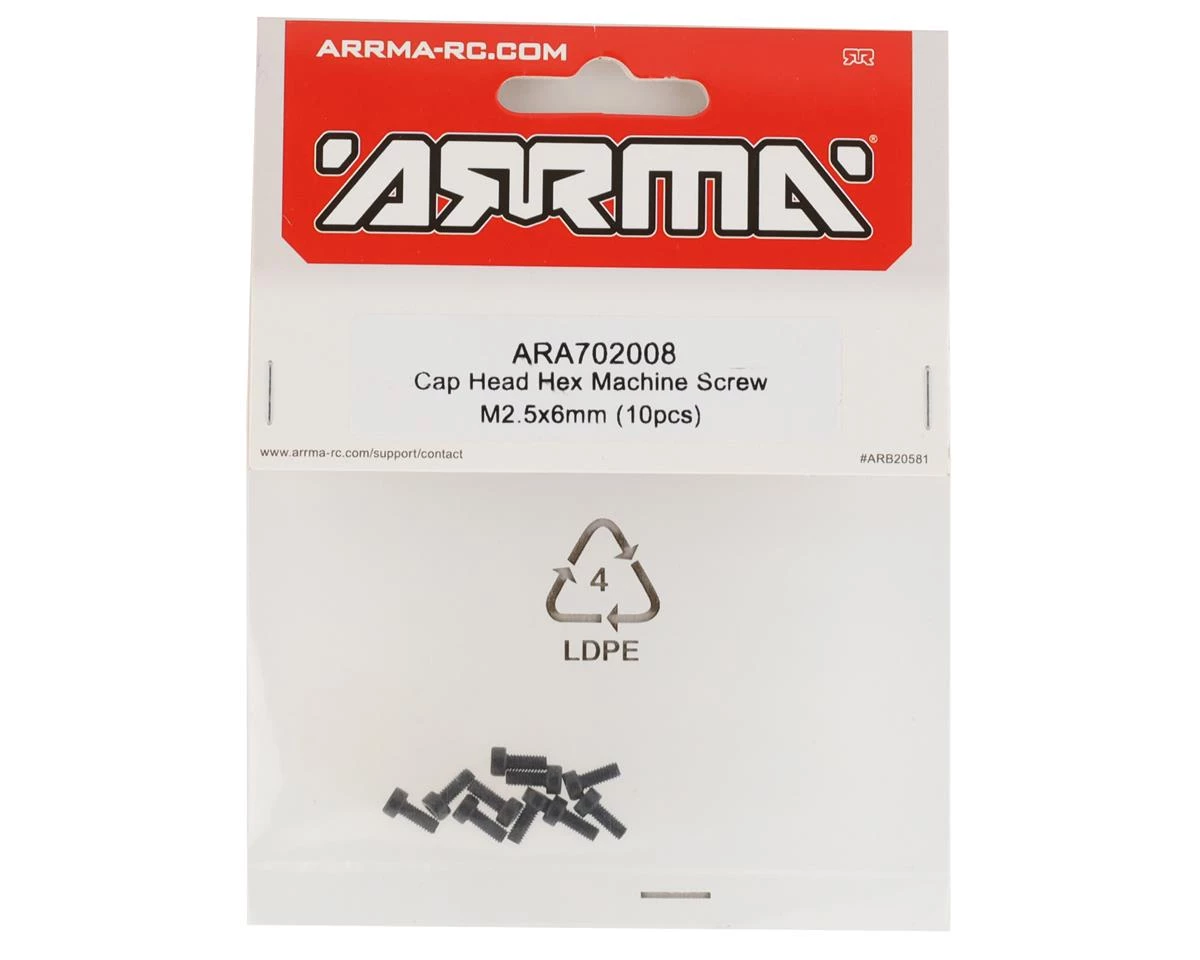 ARRMA-RC.COM
ARRMA®
ARA702008
Cap Head Hex Machine Screw
M2.5x6mm (10pcs)
www.arrma-rc.com/support/contact
#ARB20581
4
LDPE